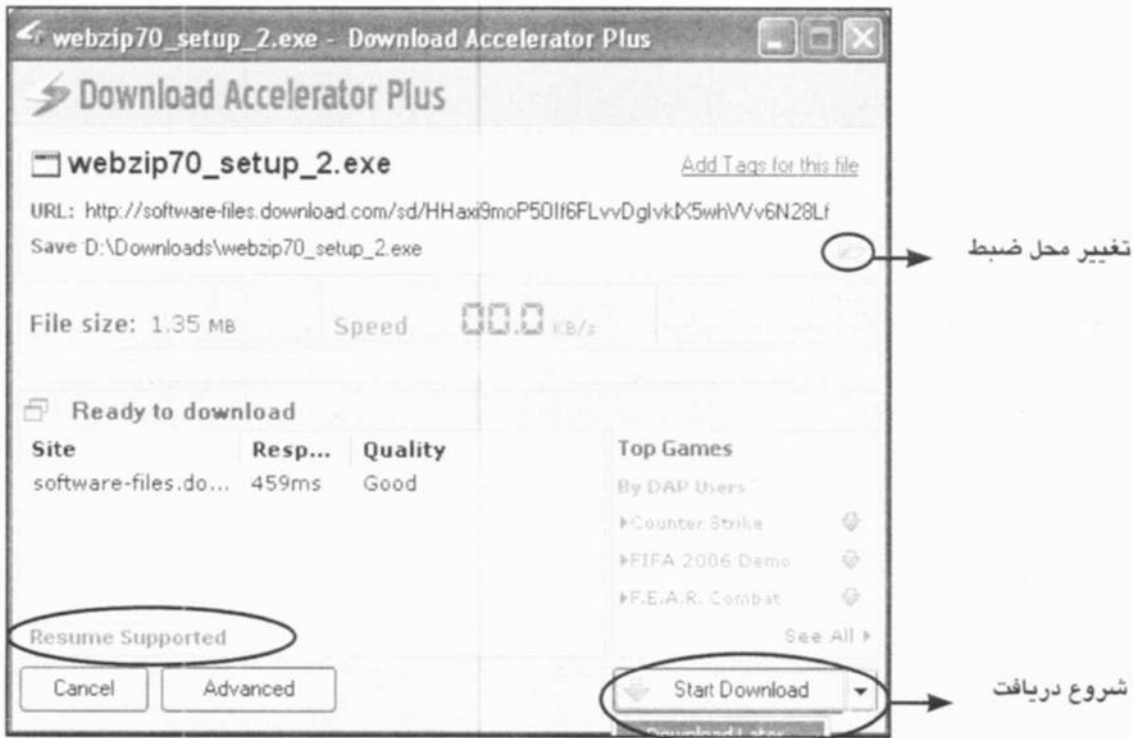 webzip70_setup_2.exe - Download Accelerator Plus
Download Accelerator Plus
webzip70_setup_2.exe
Add Tags for this file
URL: http://software-files.download.com/sd/
Save D:\Downloads\webzip70_setup_2.exe
تغییر محل ضبط
File size: 1.35 MB
Speed 00.0 KB/s
Ready to download
Site Resp... Quality
software-files.do... 459ms Good
Top Games
By DAP Users
Counter Strike
FIFA 2006 Demo
F.E.A.R. Combat
See All
Resume Supported
Cancel
Advanced
Start Download
شروع دریافت
Download Later...